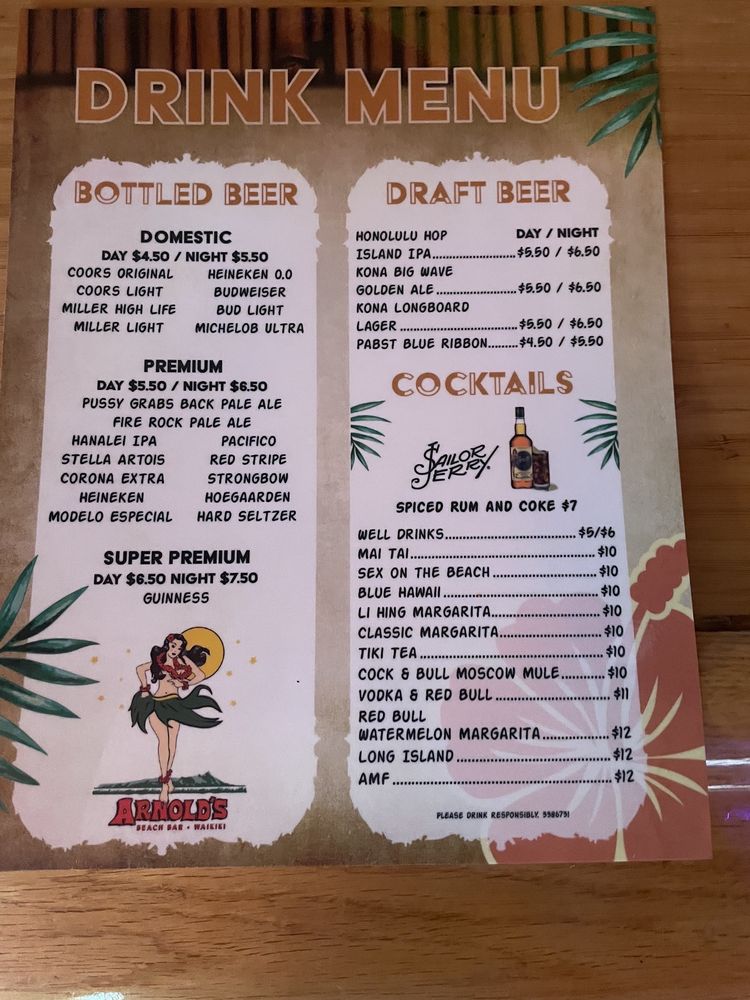 DRINK MENU
BOTTLED BEER
DOMESTIC
DAY $4.50 / NIGHT $5.50
COORS ORIGINAL HEINEKEN 0.0
COORS LIGHT BUDWEISER
MILLER HIGH LIFE BUD LIGHT
MILLER LIGHT MICHELOB ULTRA
PREMIUM
DAY $5.50 / NIGHT $6.50
PUSSY GRABS BACK PALE ALE
FIRE ROCK PALE ALE
HANALEI IPA PACIFICO
STELLA ARTOIS RED STRIPE
CORONA EXTRA STRONGBOW
HEINEKEN HOEGAARDEN
MODELO ESPECIAL HARD SELTZER
SUPER PREMIUM
DAY $6.50 NIGHT $7.50
GUINNESS
ARNOLD'S
BEACH BAR • WAIKIKI
DRAFT BEER
HONOLULU HOP DAY / NIGHT
ISLAND IPA..........................$5.50 / $6.50
KONA BIG WAVE
GOLDEN ALE.........................$5.50 / $6.50
KONA LONGBOARD
LAGER....................................$5.50 / $6.50
PABST BLUE RIBBON.........$4.50 / $5.50
COCKTAILS
SAILOR
JERRY.
SPICED RUM AND COKE $7
WELL DRINKS........................................$5/$6
MAI TAI.........................................................$10
SEX ON THE BEACH................................$10
BLUE HAWAII...............................................$10
LI HING MARGARITA.................................$10
CLASSIC MARGARITA...............................$10
TIKI TEA.......................................................$10
COCK & BULL MOSCOW MULE............$10
VODKA & RED BULL...................................$11
RED BULL
WATERMELON MARGARITA...................$12
LONG ISLAND.............................................$12
AMF................................................................$12
PLEASE DRINK RESPONSIBLY. 5586751